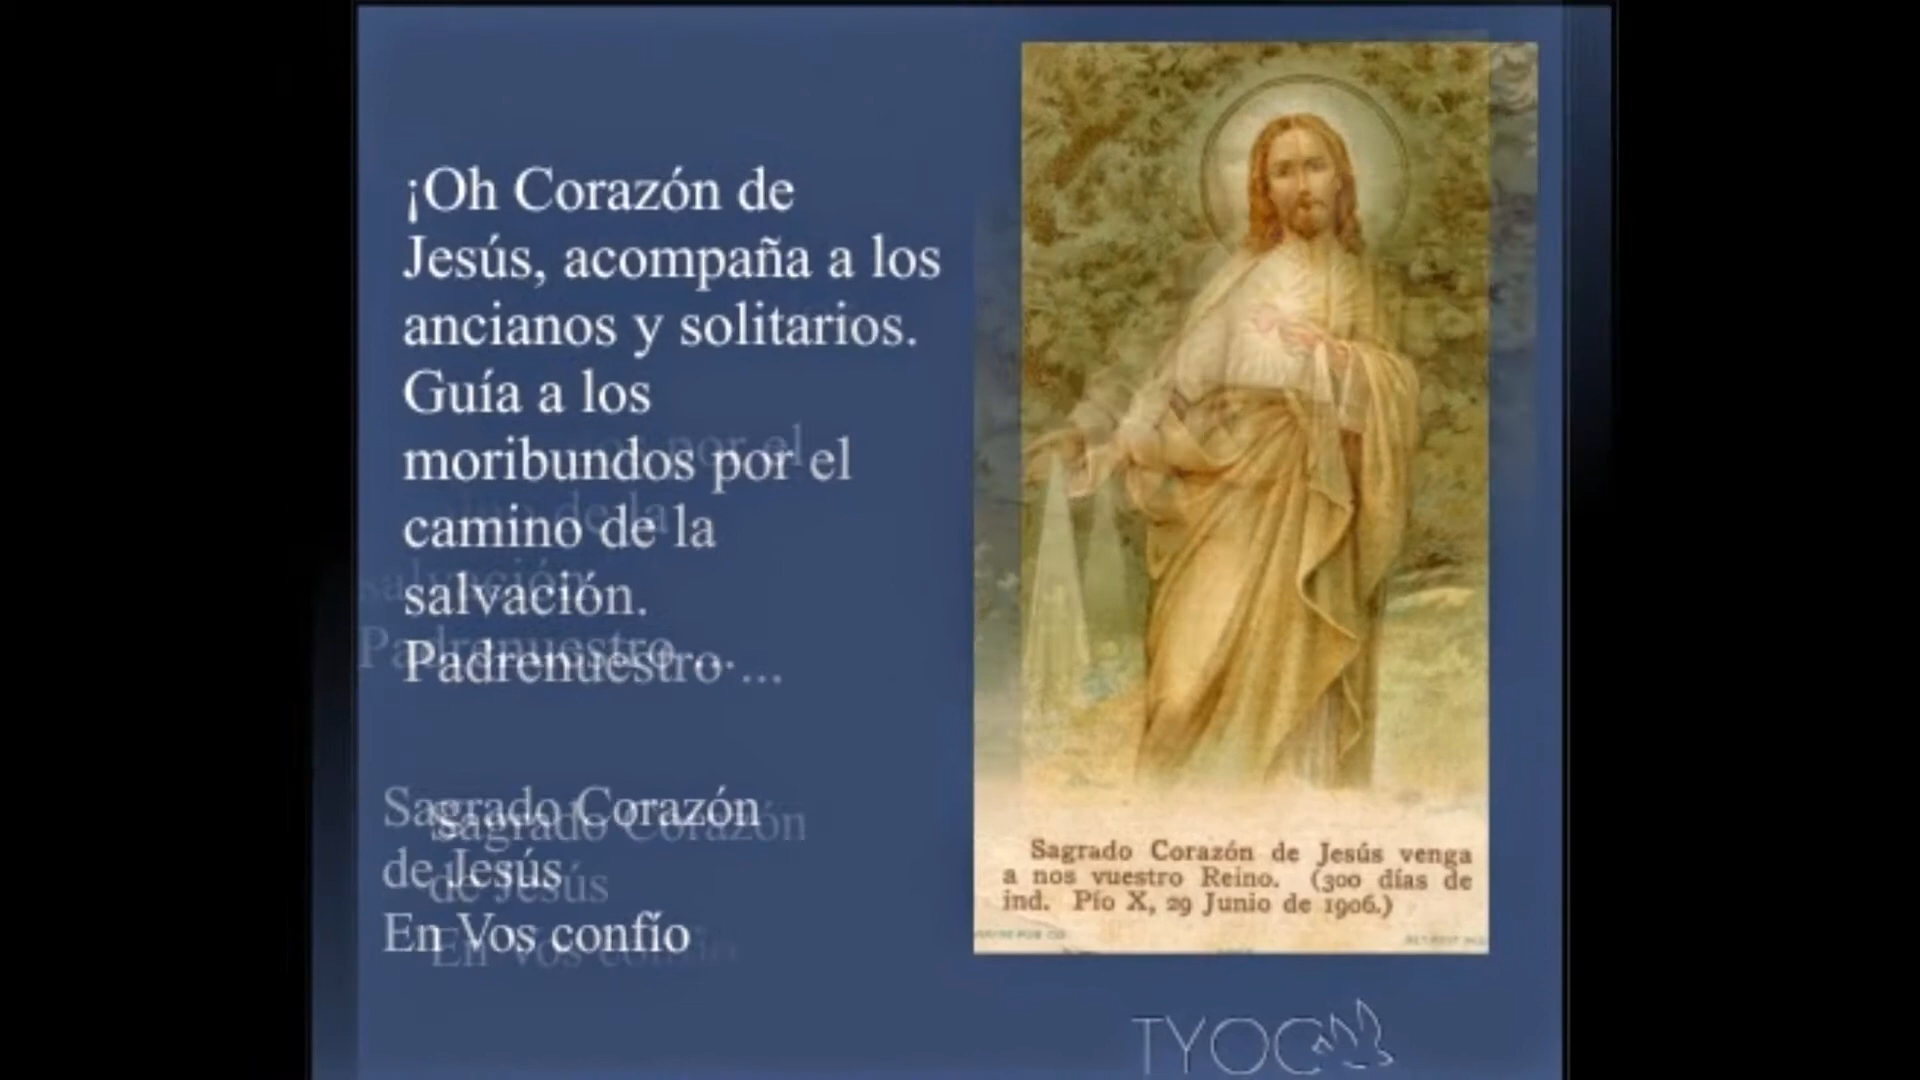 ¡Oh Corazón de
Jesús, acompaña a los
ancianos y solitarios.
Guía a los
moribundos por el
camino de la
salvación.
Padrenuestro ...
Sagrado Corazón
de Jesús
En Vos confío
Sagrado Corazón de Jesús venga
a nos vuestro Reino. (300 días de
ind. Pío X, 29 Junio de 1906.)
TYOC